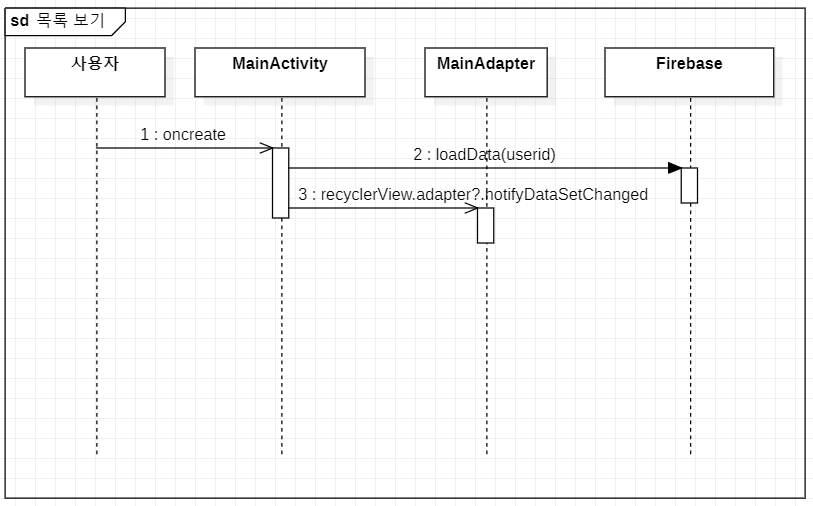 sd 목록 보기
사용자
MainActivity
MainAdapter
Firebase
1 : oncreate
2 : loadData(userid)
3 : recyclerView.adapter?.notifyDataSetChanged